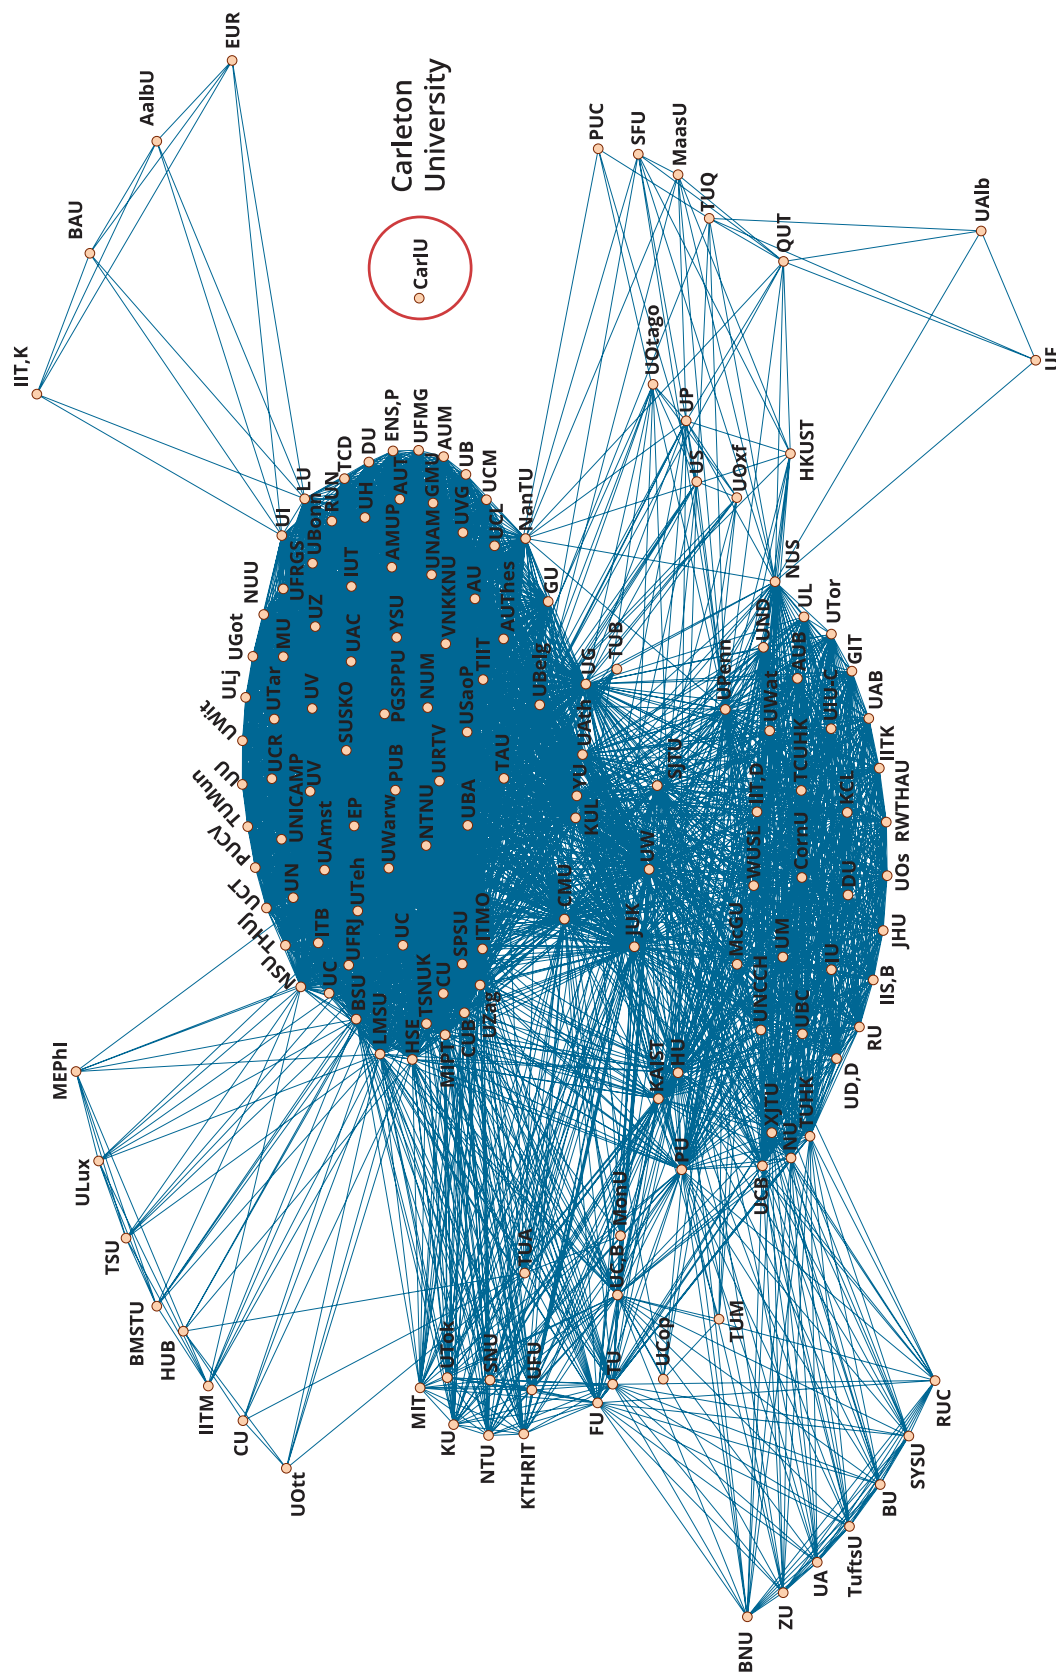 EUR
AalbU
BAU
IIT,K
Carleton
University
CarlU
PUC
SFU
MaasU
TUQ
QUT
UAlb
UOtago
UP
US
UOxf
HKUST
NUS
LU
UI
RUN
TCD
DU
ENS,P
UFMG
AUM
UB
UCM
NanTU
UBonn
UH
AUT
GMU
UVG
UCL
UFRGS
IUT
AMUP
UNAM
AU
GU
NUU
UZ
UAC
YSU
VNKKNU
AUThes
UGot
MU
ULj
UTar
UV
SUSKO
PGSPPU
NUM
USaoP
TIIT
UBelg
UG
TUB
UWit
UCR
UV
PUB
URTV
TAU
UAth
UU
UNICAMP
EP
UWarw
NTNU
UBA
YU
KUL
TUMun
UAmst
PUCV
UN
UTeh
UCT
ITB
UFRJ
UC
SPSU
ITMO
CMU
THUJ
NSU
UC
BSU
TSNUK
CU
CUB
UZag
LMSU
HSE
MIPT
SJTU
UW
JUK
UPenn
UND
UL
UTor
GIT
UAB
UWat
AUB
UIU-C
IITK
IIT,D
TCUHK
KCL
RWTHAU
WUSL
CornU
DU
UOs
McGU
UM
IU
JHU
UNCCH
UBC
IIS,B
RU
UD,D
KAIST
HU
XJTU
NU
TUHK
PU
UCB
MEPhI
ULux
TSU
BMSTU
HUB
IITM
CU
UOtt
TUA
MonU
UC,B
MIT
UTok
SNU
UFU
TU
UCop
TUM
KU
NTU
KTHRIT
FU
RUC
SYSU
BU
TuftsU
UA
ZU
BNU